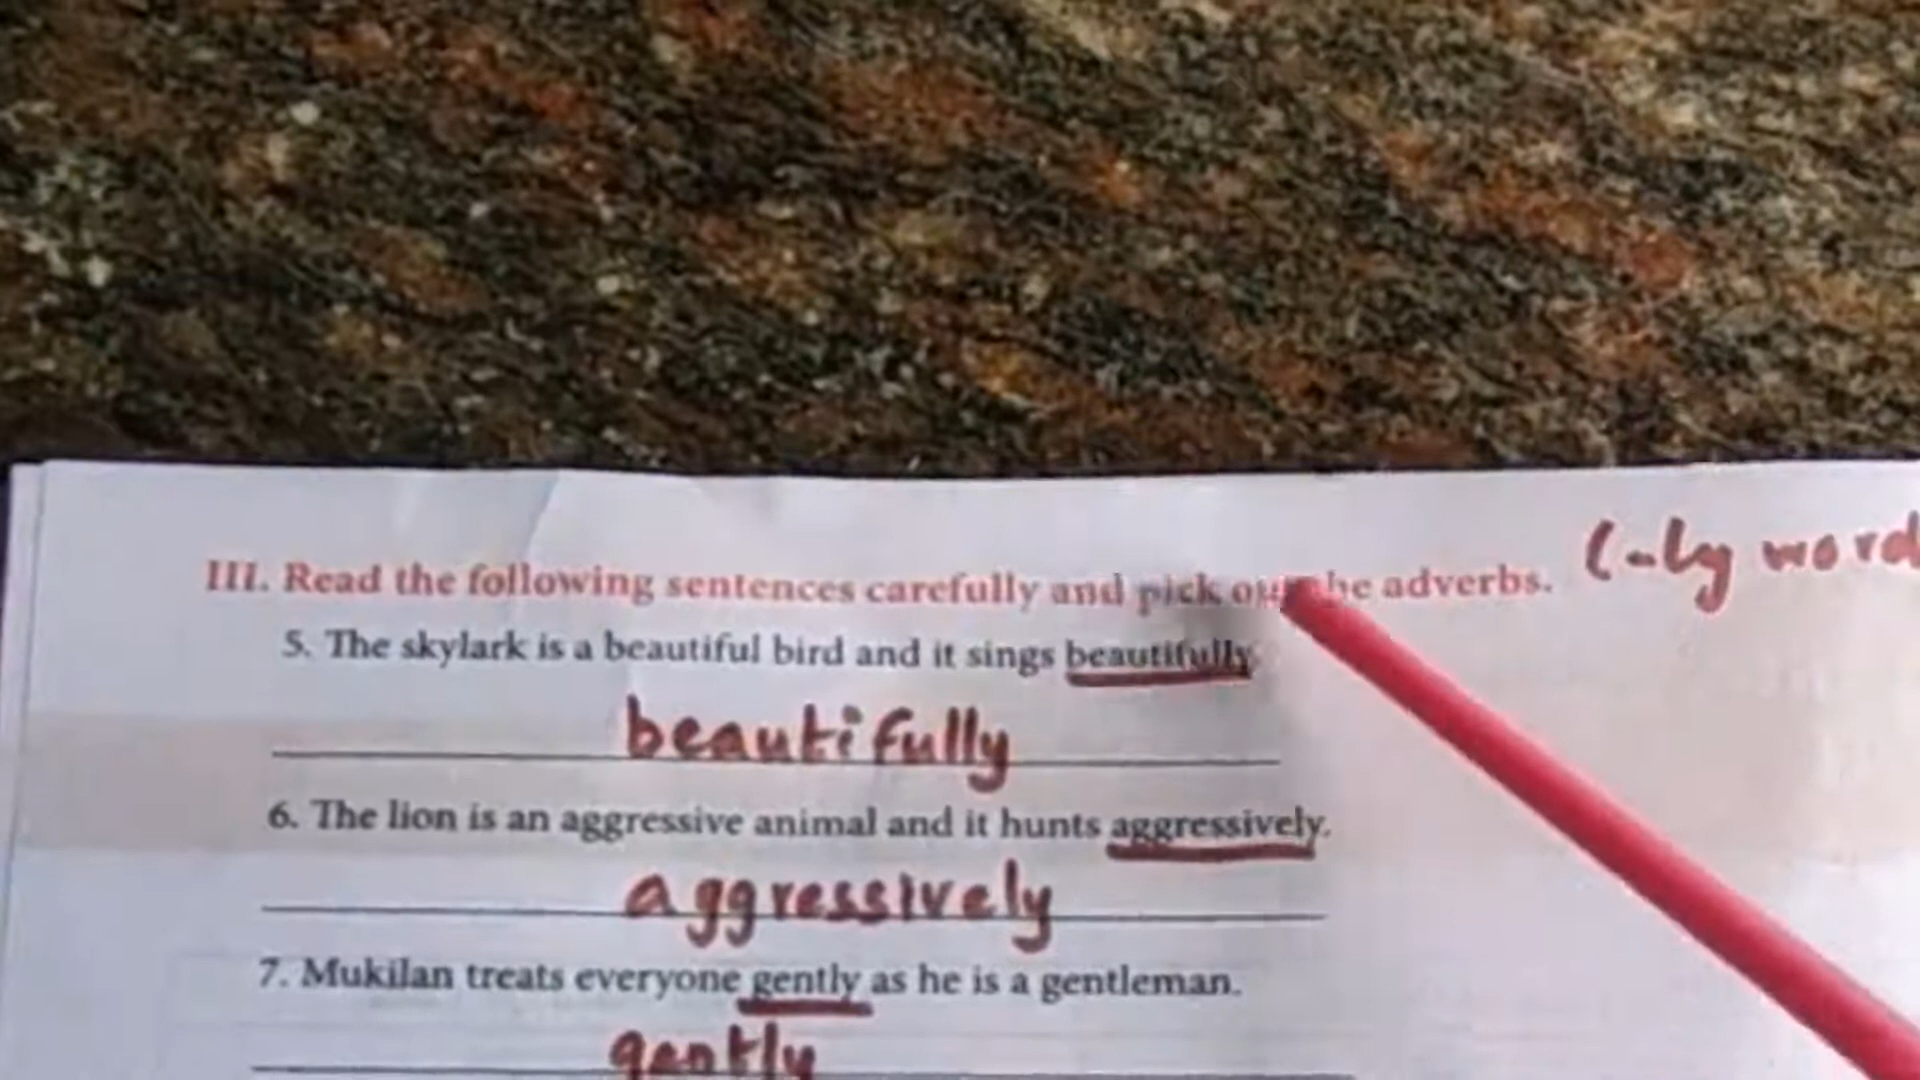 III. Read the following sentences carefully and pick out the adverbs. (-ly word
5. The skylark is a beautiful bird and it sings beautifully
beautifully
6. The lion is an aggressive animal and it hunts aggressively.
aggressively
7. Mukilan treats everyone gently as he is a gentleman.
gently